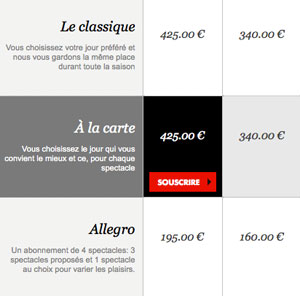 Le classique
425.00 €
340.00 €
Vous choisissez votre jour préféré et
nous vous gardons la même place
durant toute la saison
À la carte
425.00 €
340.00 €
Vous choisissez le jour qui vous
convient le mieux et ce, pour chaque
spectacle
SOUSCRIRE
Allegro
195.00 €
160.00 €
Un abonnement de 4 spectacles: 3
spectacles proposés et 1 spectacle
au choix pour varier les plaisirs.